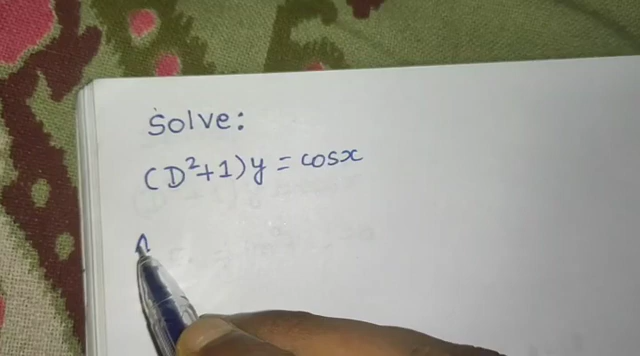 Solve:
(D²+1)y = cosx